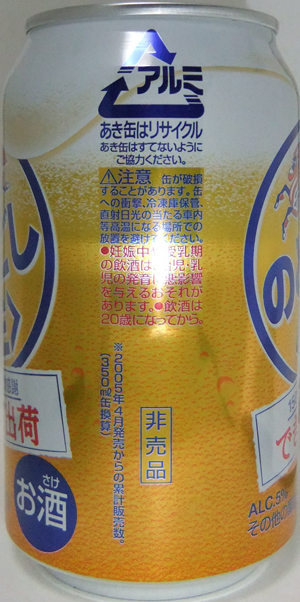 アルミ
あき缶はリサイクル
あき缶はすてないように
ご協力ください。
⚠注意 缶が破損
することがあります。缶
への衝撃、冷凍庫保管、
直射日光の当たる車内
等高温になる場所での
放置を避けてください。
●妊娠中や授乳期
の飲酒は、胎児・乳
児の発育に悪影響
を与えるおそれが
あります。●飲酒は
20歳になってから。
※2005年4月発売からの累計販売数。
(350ml缶換算)
非売品
出荷
さけ
お酒
の
で
ALC.5%
その他の